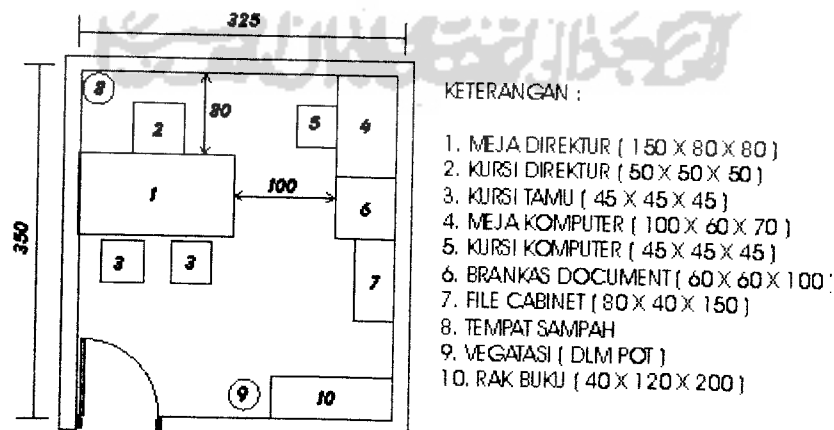 325
8
2
80
5
4
KETERANGAN :
350
1
100
6
3
3
7
9
10
1. MEJA DIREKTUR ( 150 X 80 X 80 )
2. KURSI DIREKTUR ( 50 X 50 X 50 )
3. KURSI TAMU ( 45 X 45 X 45 )
4. MEJA KOMPUTER ( 100 X 60 X 70 )
5. KURSI KOMPUTER ( 45 X 45 X 45 )
6. BRANKAS DOCUMENT ( 60 X 60 X 100 )
7. FILE CABINET ( 80 X 40 X 150 )
8. TEMPAT SAMPAH
9. VEGATASI ( DLM POT )
10. RAK BUKU ( 40 X 120 X 200 )